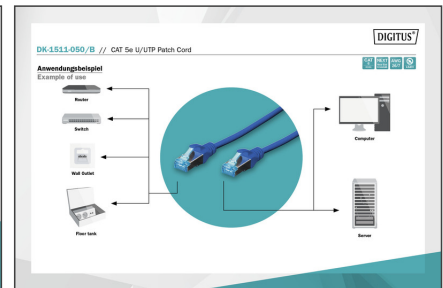 DIGITUS®
DK-1511-050/B // CAT 5e U/UTP Patch Cord
Anwendungsbeispiel
Example of use
Router
Switch
Wall Outlet
Floor tank
Computer
Server